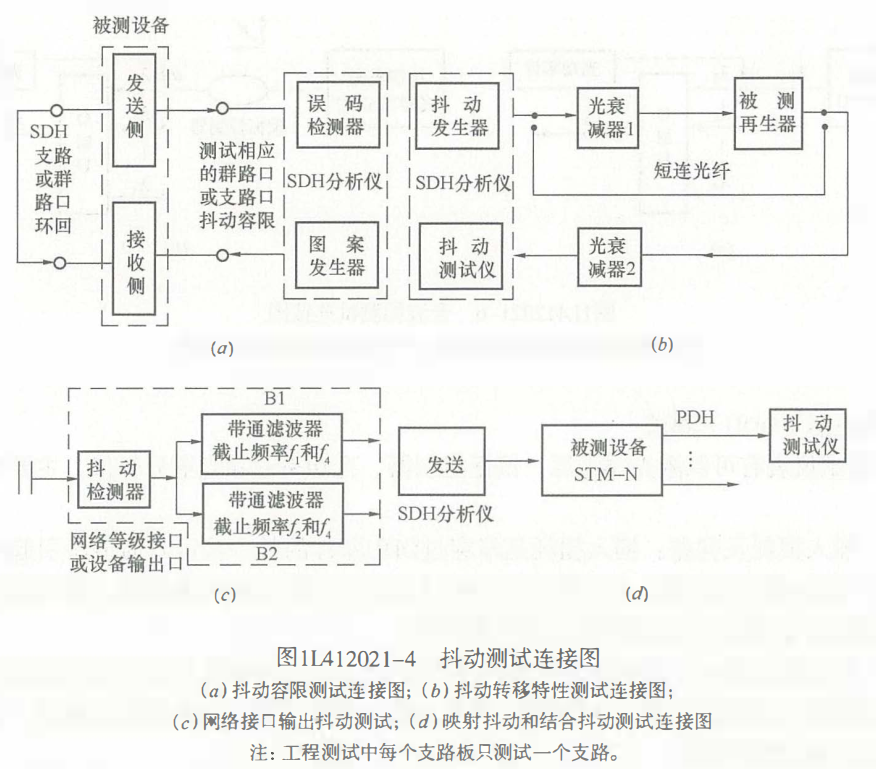 被测设备
发送侧
接收侧
SDH
支路
或群
路口
环回
测试相应
的群路口
或支路口
抖动容限
误码
检测器
SDH分析仪
图案
发生器
(a)
抖动
发生器
SDH分析仪
抖动
测试仪
光衰
减器1
被测
再生器
短连光纤
光衰
减器2
(b)
B1
带通滤波器
截止频率f₁和f₄
抖动
检测器
带通滤波器
截止频率f₂和f₄
B2
网络等级接口
或设备输出口
(c)
发送
SDH分析仪
被测设备
STM-N
PDH
⋮
抖动
测试仪
(d)
图1L412021-4 抖动测试连接图
(a)抖动容限测试连接图;(b)抖动转移特性测试连接图;
(c)网络接口输出抖动测试;(d)映射抖动和结合抖动测试连接图
注:工程测试中每个支路板只测试一个支路。